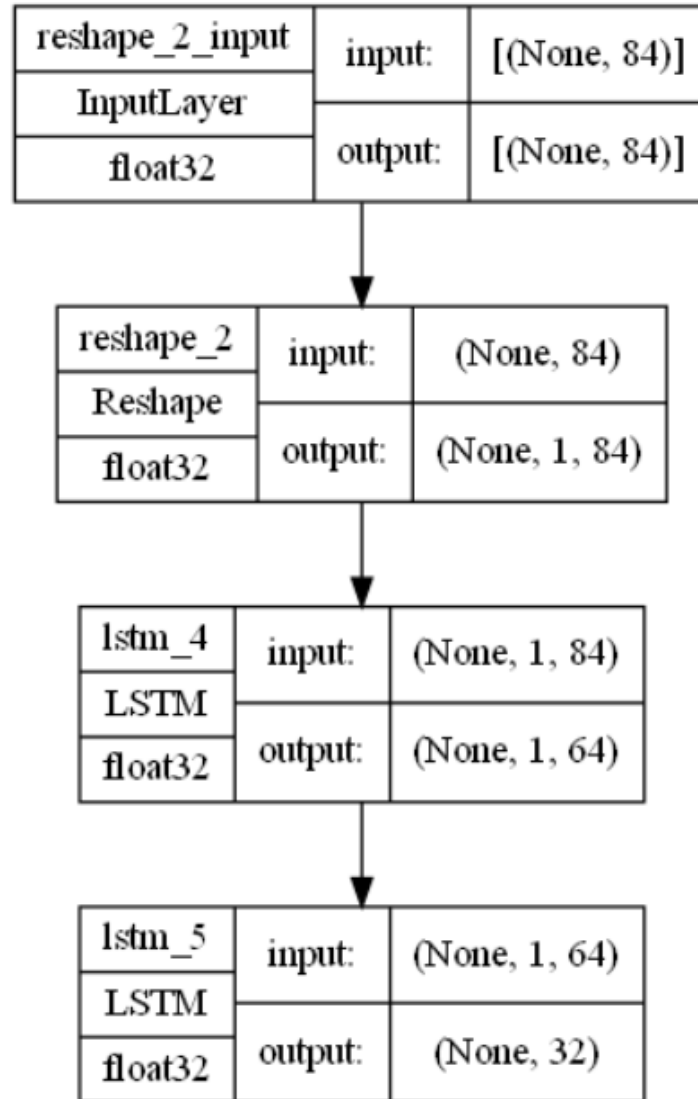 reshape_2_input
InputLayer
float32
input:
[(None, 84)]
output:
[(None, 84)]
reshape_2
Reshape
float32
input:
(None, 84)
output:
(None, 1, 84)
lstm_4
LSTM
float32
input:
(None, 1, 84)
output:
(None, 1, 64)
lstm_5
LSTM
float32
input:
(None, 1, 64)
output:
(None, 32)